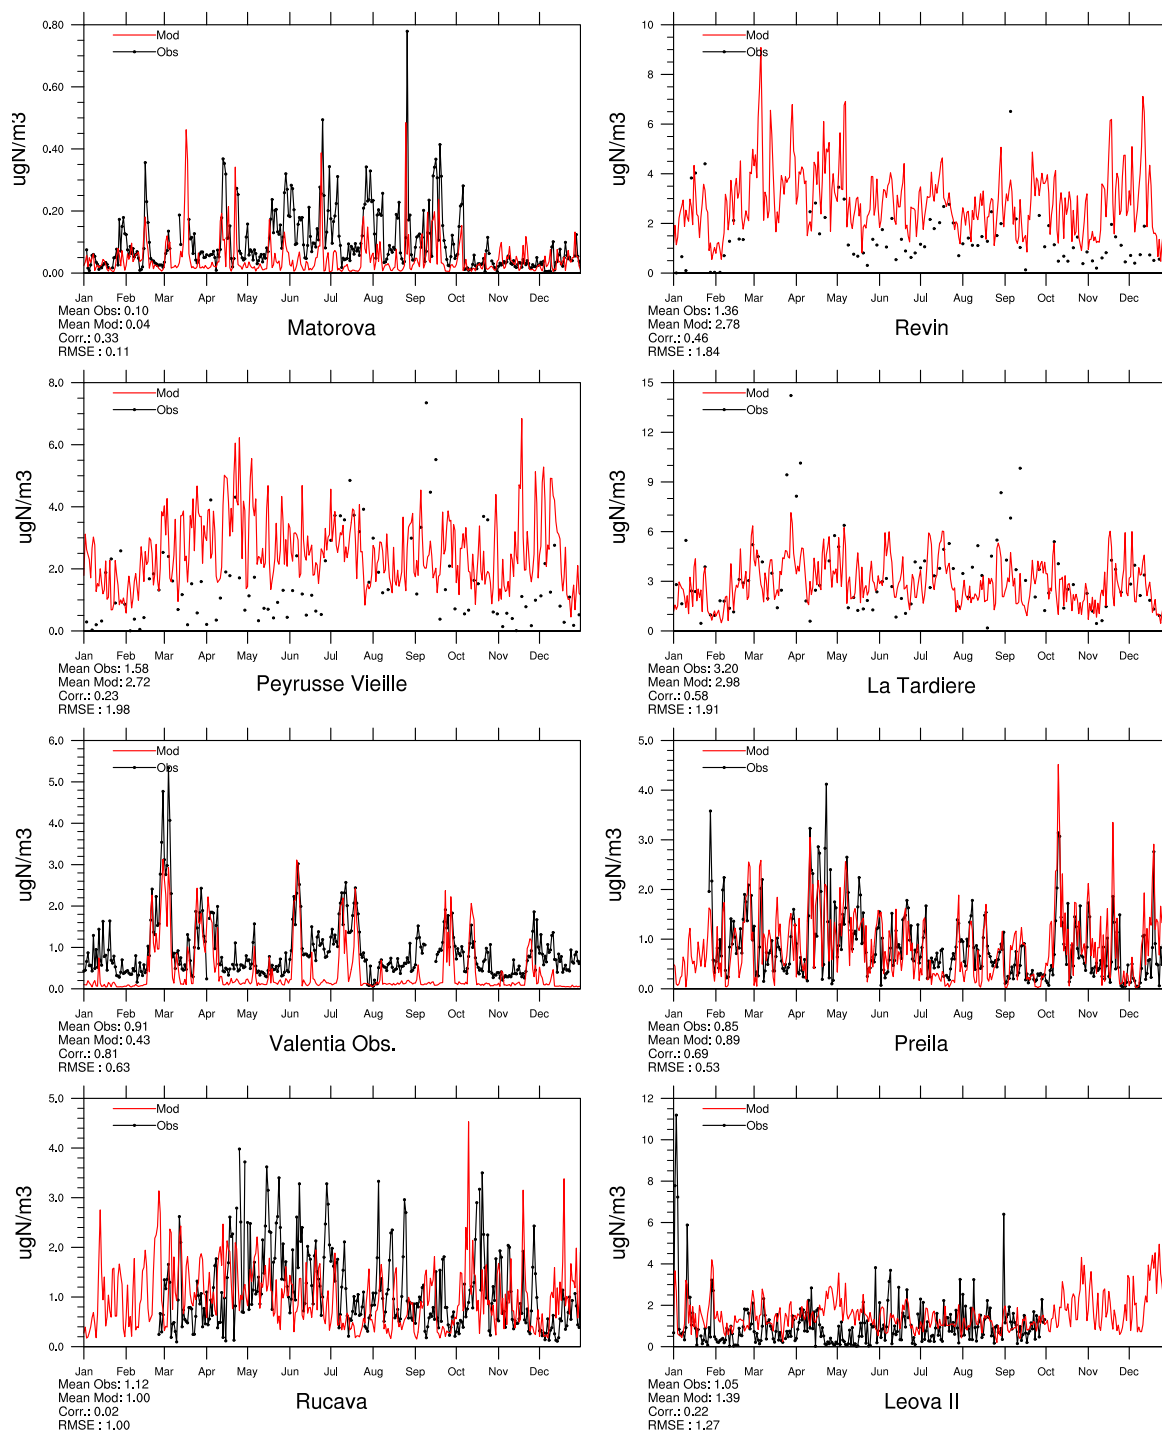 0.80
0.60
0.40
0.20
0.00
ugN/m3
Mod
Obs
Jan Feb Mar Apr May Jun Jul Aug Sep Oct Nov Dec
Mean Obs: 0.10
Mean Mod: 0.04
Corr.: 0.33
RMSE : 0.11
Matorova
10
8
6
4
2
0
ugN/m3
Mod
Obs
Jan Feb Mar Apr May Jun Jul Aug Sep Oct Nov Dec
Mean Obs: 1.36
Mean Mod: 2.78
Corr.: 0.46
RMSE : 1.84
Revin
8.0
6.0
4.0
2.0
0.0
ugN/m3
Mod
Obs
Jan Feb Mar Apr May Jun Jul Aug Sep Oct Nov Dec
Mean Obs: 1.58
Mean Mod: 2.72
Corr.: 0.23
RMSE : 1.98
Peyrusse Vieille
15
12
9
6
3
0
ugN/m3
Mod
Obs
Jan Feb Mar Apr May Jun Jul Aug Sep Oct Nov Dec
Mean Obs: 3.20
Mean Mod: 2.98
Corr.: 0.58
RMSE : 1.91
La Tardiere
6.0
5.0
4.0
3.0
2.0
1.0
0.0
ugN/m3
Mod
Obs
Jan Feb Mar Apr May Jun Jul Aug Sep Oct Nov Dec
Mean Obs: 0.91
Mean Mod: 0.43
Corr.: 0.81
RMSE : 0.63
Valentia Obs.
5.0
4.0
3.0
2.0
1.0
0.0
ugN/m3
Mod
Obs
Jan Feb Mar Apr May Jun Jul Aug Sep Oct Nov Dec
Mean Obs: 0.85
Mean Mod: 0.89
Corr.: 0.69
RMSE : 0.53
Preila
5.0
4.0
3.0
2.0
1.0
0.0
ugN/m3
Mod
Obs
Jan Feb Mar Apr May Jun Jul Aug Sep Oct Nov Dec
Mean Obs: 1.12
Mean Mod: 1.00
Corr.: 0.02
RMSE : 1.00
Rucava
12
10
8
6
4
2
0
ugN/m3
Mod
Obs
Jan Feb Mar Apr May Jun Jul Aug Sep Oct Nov Dec
Mean Obs: 1.05
Mean Mod: 1.39
Corr.: 0.22
RMSE : 1.27
Leova II